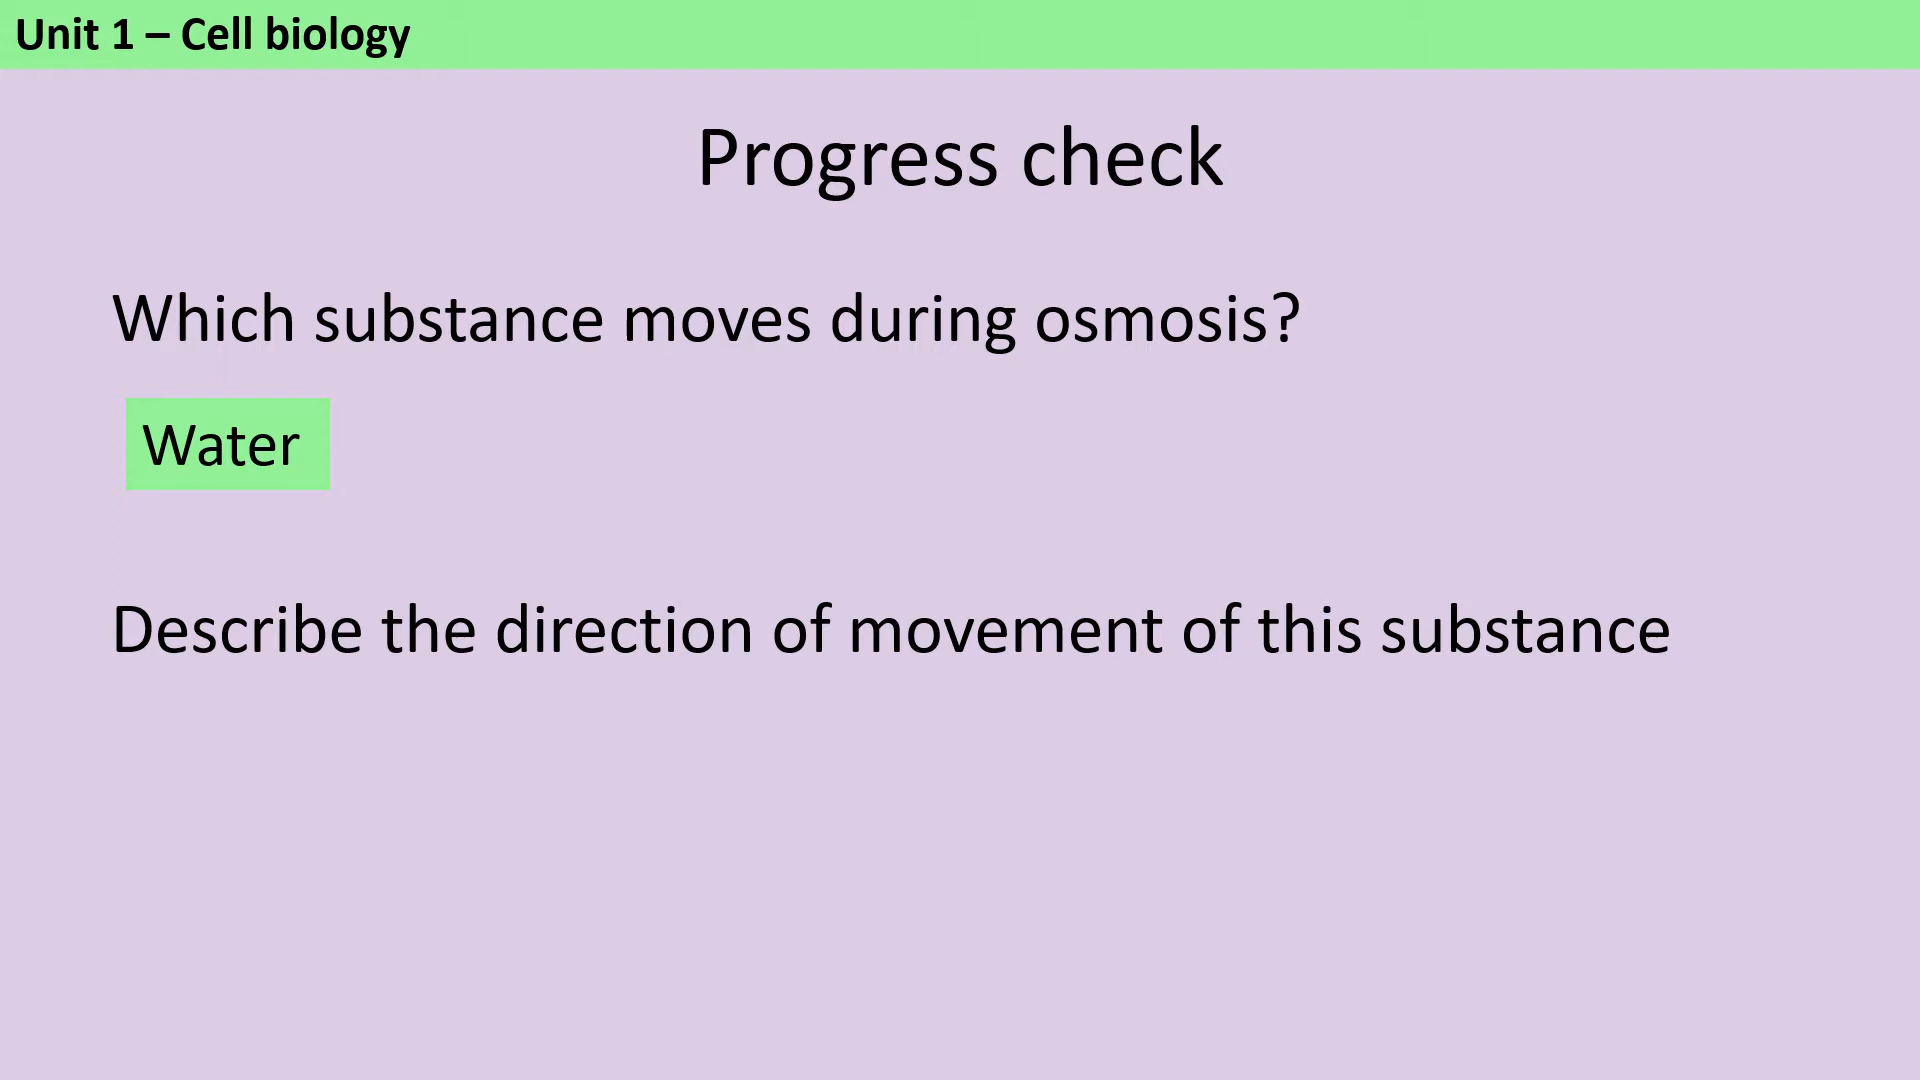 Unit 1 – Cell biology
Progress check
Which substance moves during osmosis?
Water
Describe the direction of movement of this substance